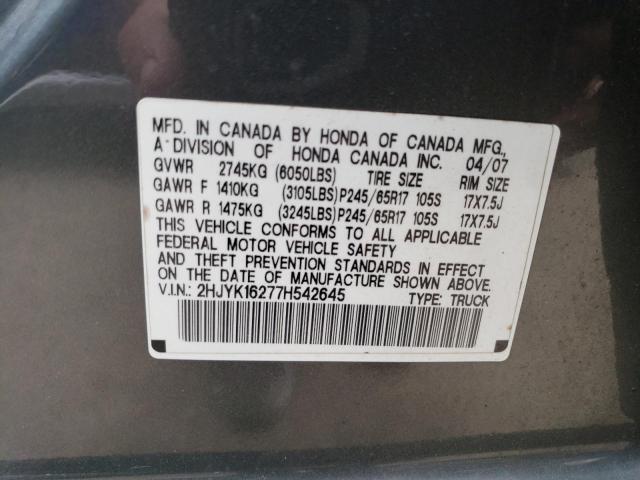 MFD. IN CANADA BY HONDA OF CANADA MFG.,
A DIVISION OF HONDA CANADA INC. 04/07
GVWR 2745KG (6050LBS) TIRE SIZE RIM SIZE
GAWR F 1410KG (3105LBS) P245/65R17 105S 17X7.5J
GAWR R 1475KG (3245LBS) P245/65R17 105S 17X7.5J
THIS VEHICLE CONFORMS TO ALL APPLICABLE
FEDERAL MOTOR VEHICLE SAFETY
AND THEFT PREVENTION STANDARDS IN EFFECT
ON THE DATE OF MANUFACTURE SHOWN ABOVE.
V.I.N.: 2HJYK16277H542645 TYPE: TRUCK